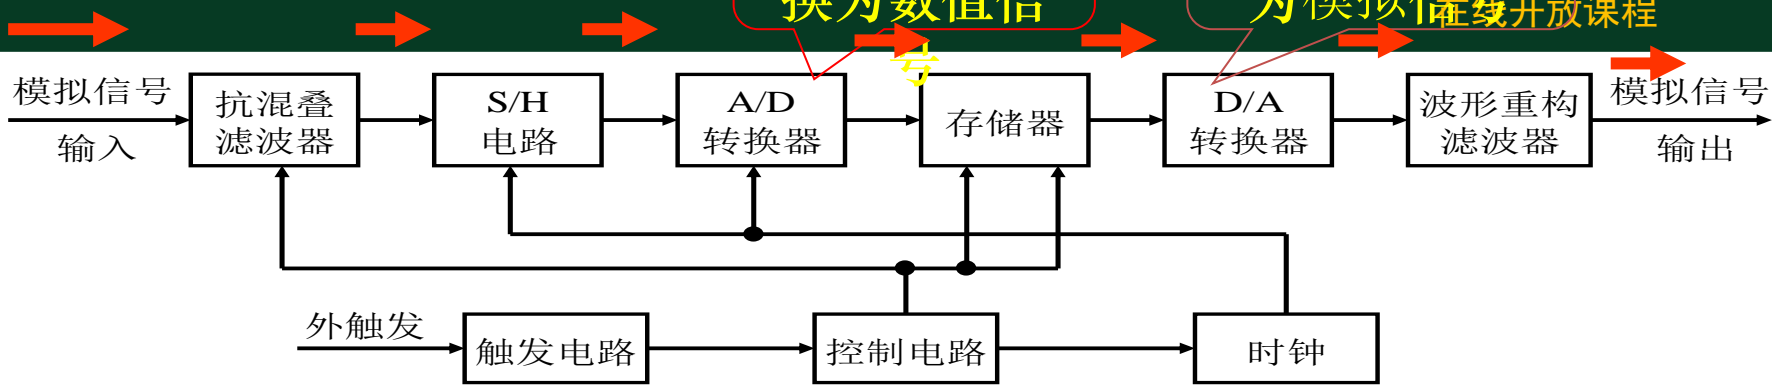 换为数值信
号
为模拟信号
在线开放课程
模拟信号
输入
抗混叠
滤波器
S/H
电路
A/D
转换器
存储器
D/A
转换器
波形重构
滤波器
模拟信号
输出
外触发
触发电路
控制电路
时钟